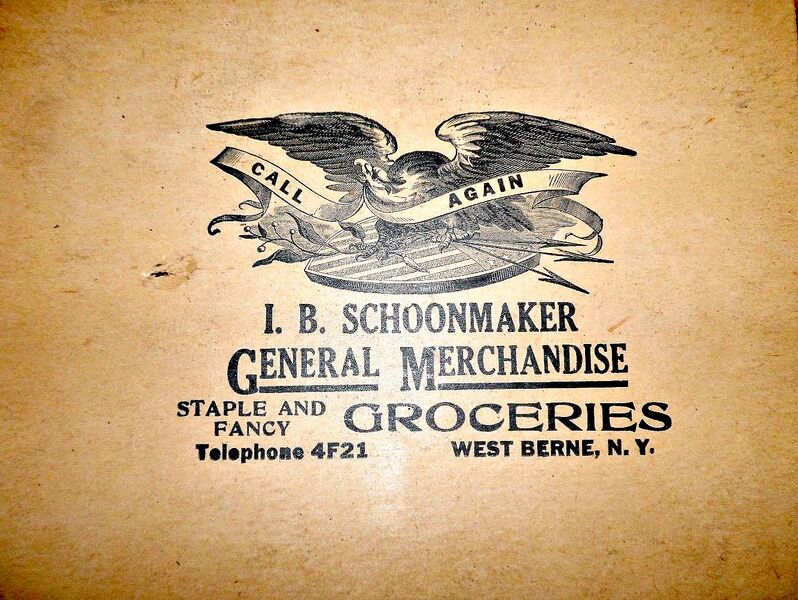 CALL AGAIN
I. B. SCHOONMAKER
GENERAL MERCHANDISE
STAPLE AND FANCY GROCERIES
Telephone 4F21 WEST BERNE, N. Y.